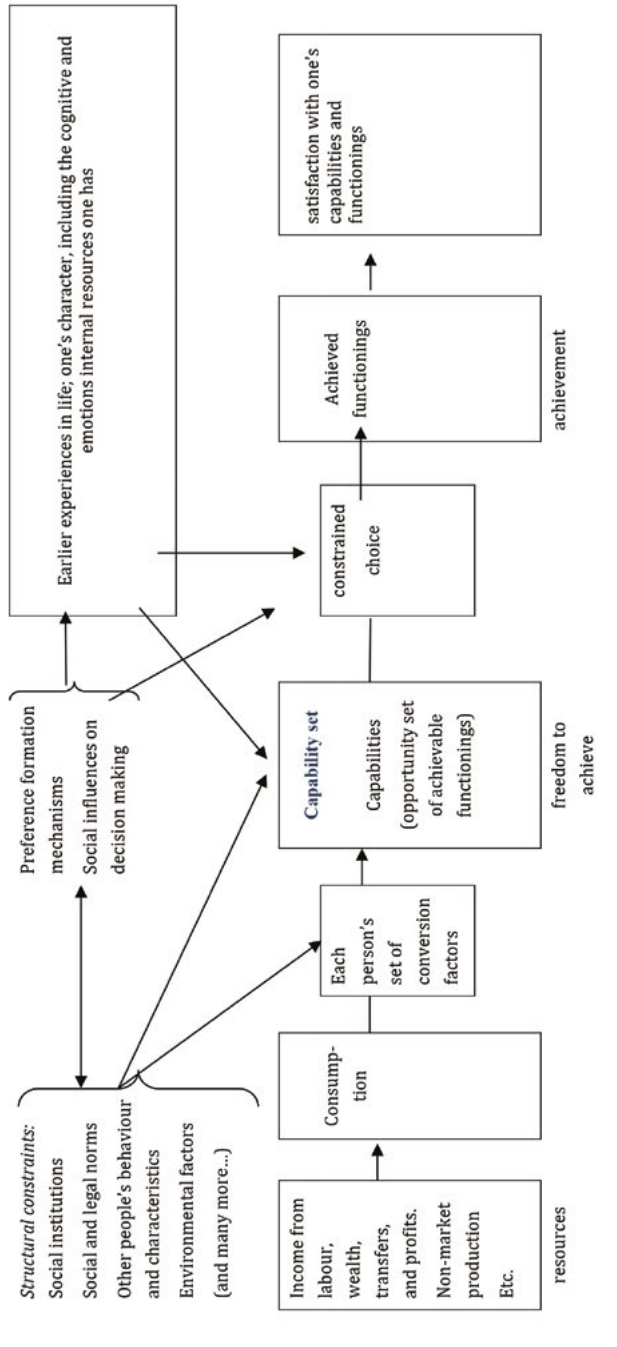 Structural constraints:
Social institutions
Social and legal norms
Other people's behaviour
and characteristics
Environmental factors
(and many more...)
Preference formation
mechanisms
Social influences on
decision making
Earlier experiences in life; one's character, including the cognitive and
emotions internal resources one has
Income from
labour,
wealth,
transfers,
and profits.
Non-market
production
Etc.
resources
Consump-
tion
Each
person's
set of
conversion
factors
Capability set
Capabilities
(opportunity set
of achievable
functionings)
freedom to
achieve
constrained
choice
Achieved
functionings
achievement
satisfaction with one's
capabilities and
functionings